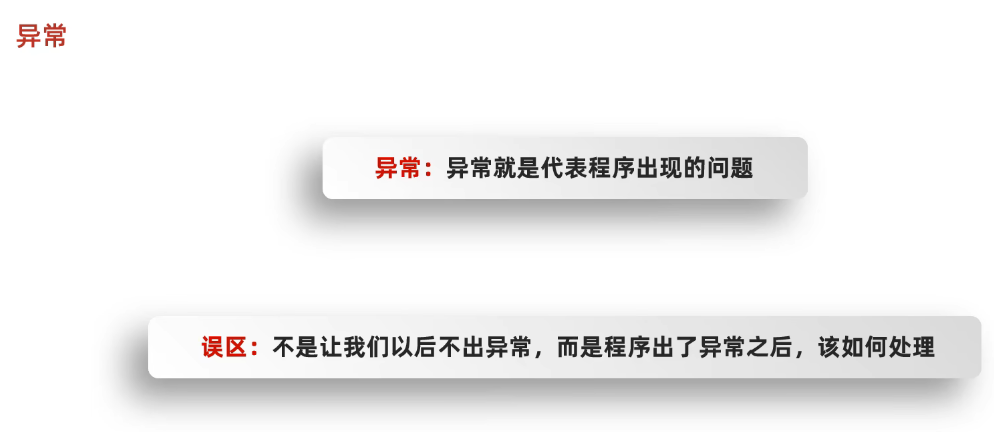 异常
异常：异常就是代表程序出现的问题
误区：不是让我们以后不出异常，而是程序出了异常之后，该如何处理